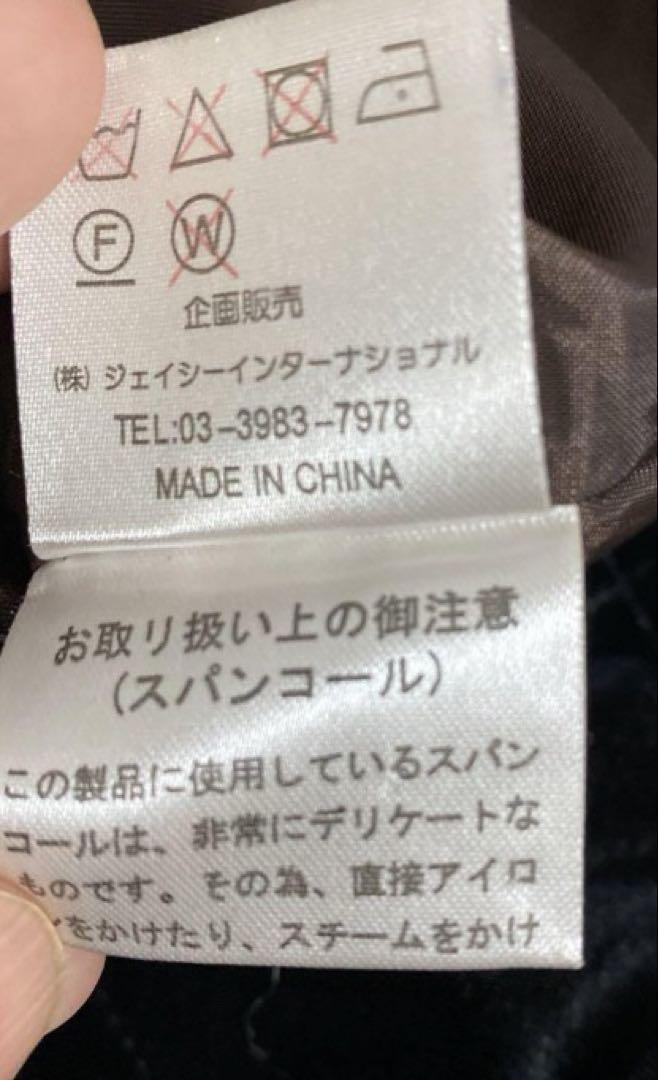 F W
企画販売
(株) ジェイシーインターナショナル
TEL:03-3983-7978
MADE IN CHINA
お取り扱い上の御注意
(スパンコール)
この製品に使用しているスパン
コールは、非常にデリケートな
ものです。その為、直接アイロ
ンをかけたり、スチームをかけ